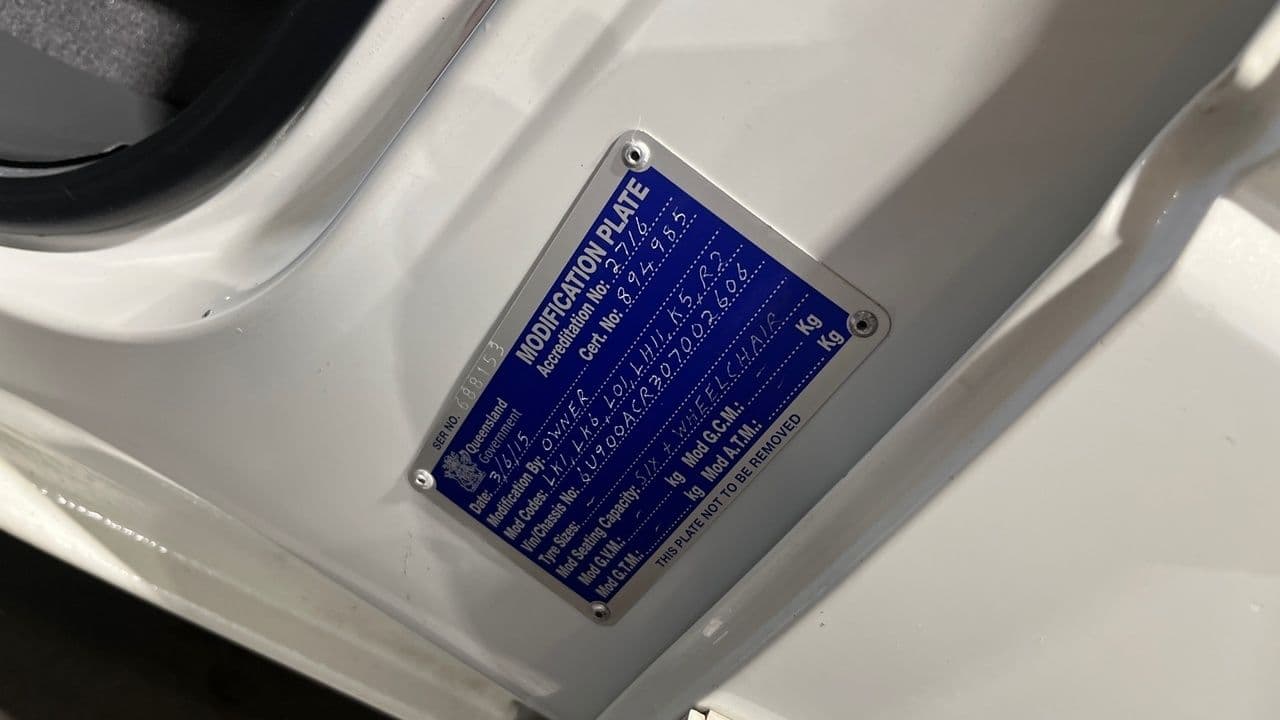 SER NO. 688153
MODIFICATION PLATE
Queensland Government
Accreditation No: 2716
Cert. No: 894985
Date: 3/6/15
Modification By: OWNER
Mod Codes: LK1, LK6, LO1, LH11, K5, R2
Vin/Chassis No: 6U900ACR307002606
Tyre Sizes: ~
Mod Seating Capacity: SIX + WHEELCHAIR
Mod G.V.M.: - kg Mod G.C.M.: - Kg
Mod G.T.M.: - kg Mod A.T.M.: - Kg
THIS PLATE NOT TO BE REMOVED